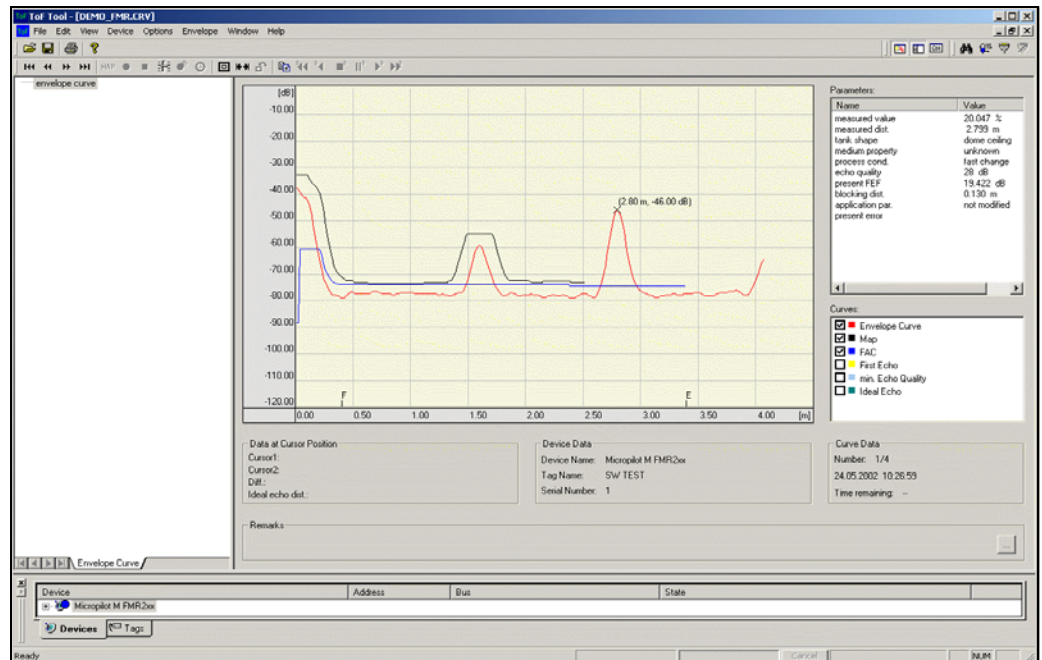 ToF Tool - [DEMO_FMR.CRV]
File Edit View Device Options Envelope Window Help
MAP
envelope curve
[dB]
-10.00
-20.00
-30.00
-40.00
-50.00
-60.00
-70.00
-80.00
-90.00
-100.00
-110.00
-120.00
(2.80 m, -46.00 dB)
F
E
0.00 0.50 1.00 1.50 2.00 2.50 3.00 3.50 4.00 [m]
Parameters:
Name Value
measured value 20.047 %
measured dist. 2.799 m
tank shape dome ceiling
medium property unknown
process cond. fast change
echo quality 28 dB
present FEF 19.422 dB
blocking dist. 0.130 m
application par. not modified
present error
Curves:
Envelope Curve
Map
FAC
First Echo
min. Echo Quality
Ideal Echo
Data at Cursor Position
Cursor1:
Cursor2:
Diff.:
Ideal echo dist.:
Device Data
Device Name: Micropilot M FMR2xx
Tag Name: SW TEST
Serial Number: 1
Curve Data
Number: 1/4
24.05.2002 10:26:59
Time remaining: --
Remarks
...
Envelope Curve
Device Address Bus State
Micropilot M FMR2xx
Devices Tags
Ready Cancel NUM